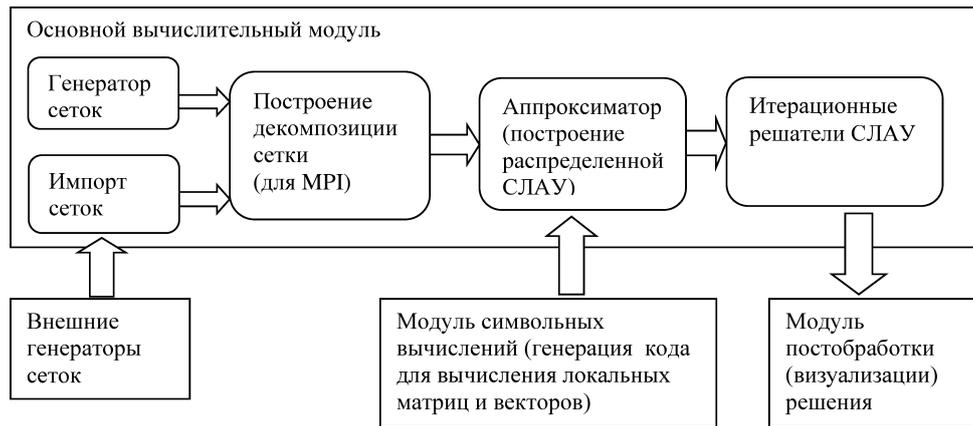 Основной вычислительный модуль
Генератор
сеток
Импорт
сеток
Построение
декомпозиции
сетки
(для MPI)
Аппроксиматор
(построение
распределенной
СЛАУ)
Итерационные
решатели СЛАУ
Внешние
генераторы
сеток
Модуль символьных
вычислений (генерация кода
для вычисления локальных
матриц и векторов)
Модуль
постобработки
(визуализации)
решения